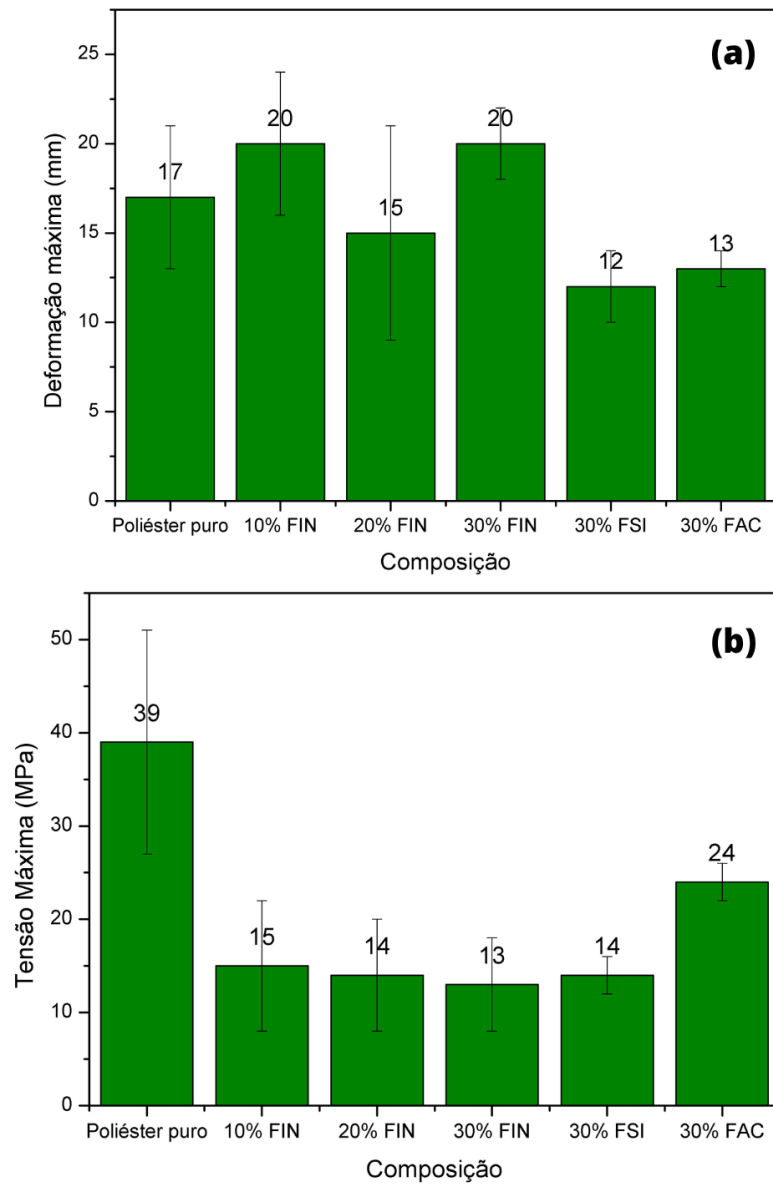 (a)
Deformação máxima (mm)
25
20
15
10
5
0
17
20
15
20
12
13
Poliéster puro
10% FIN
20% FIN
30% FIN
30% FSI
30% FAC
Composição
(b)
Tensão Máxima (MPa)
50
40
30
20
10
0
39
15
14
13
14
24
Poliéster puro
10% FIN
20% FIN
30% FIN
30% FSI
30% FAC
Composição